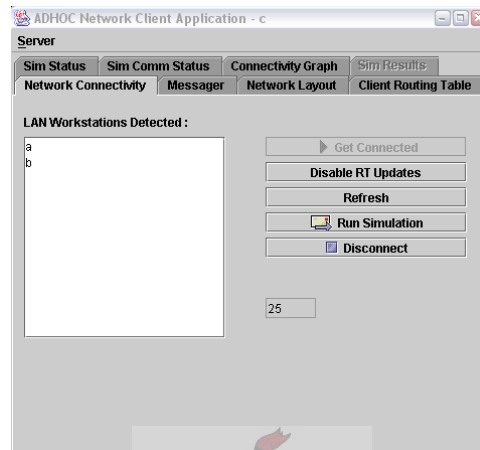 ADHOC Network Client Application - c
Server
Sim Status Sim Comm Status Connectivity Graph Sim Results
Network Connectivity Messager Network Layout Client Routing Table
LAN Workstations Detected :
a
b
Get Connected
Disable RT Updates
Refresh
Run Simulation
Disconnect
25